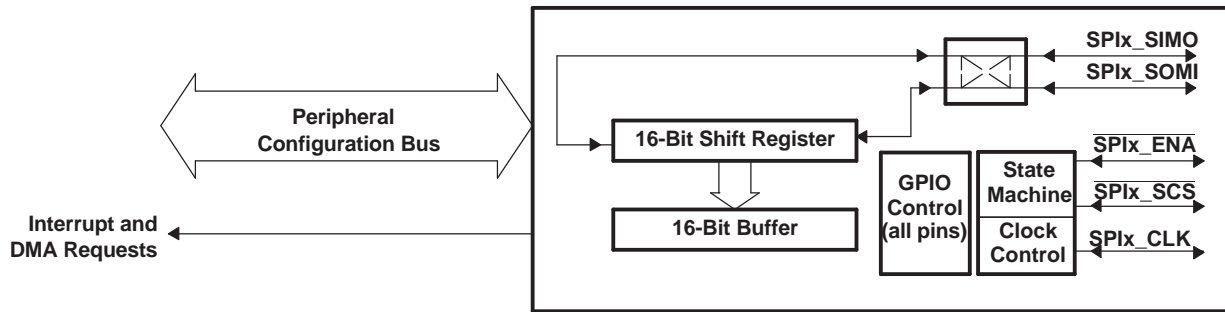 Peripheral
Configuration Bus
Interrupt and
DMA Requests
16-Bit Shift Register
16-Bit Buffer
GPIO
Control
(all pins)
State
Machine
Clock
Control
SPIx_SIMO
SPIx_SOMI
SPIx_ENA
SPIx_SCS
SPIx_CLK